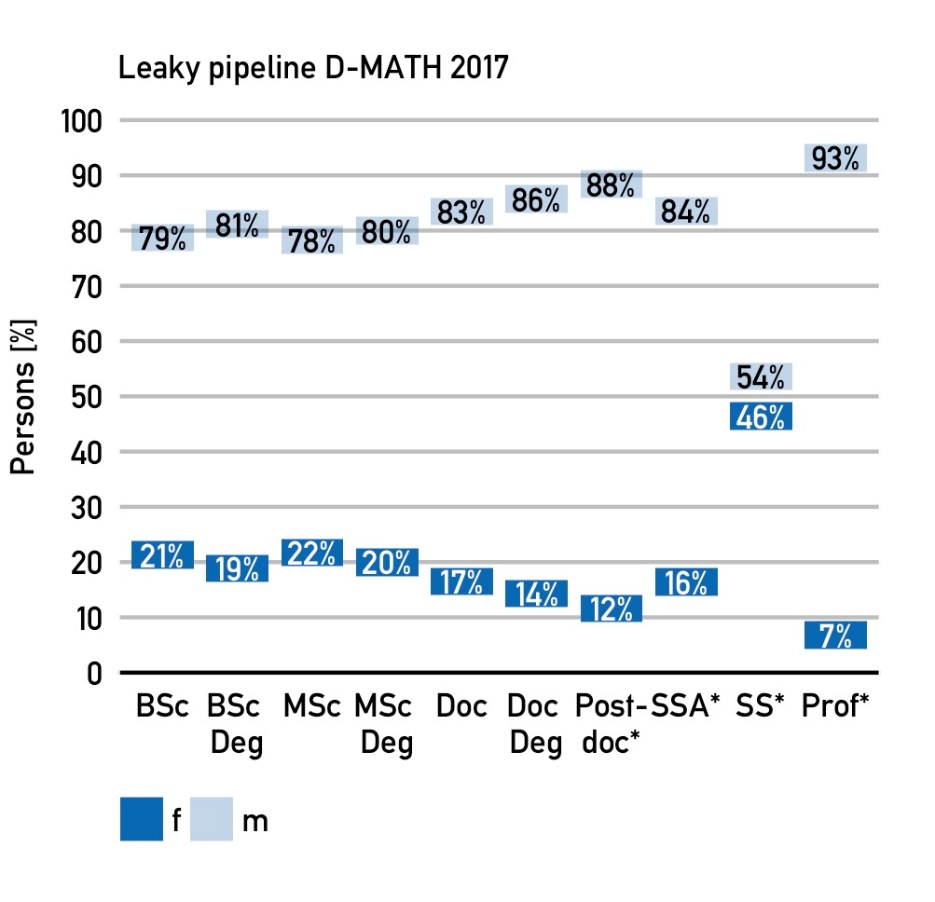 Leaky pipeline D-MATH 2017
Persons [%]
100
90
80
70
60
50
40
30
20
10
0
79% 81% 78% 80% 83% 86% 88% 84% 54% 93%
21% 19% 22% 20% 17% 14% 12% 16% 46% 7%
BSc BSc MSc MSc Doc Doc Post- SSA* SS* Prof*
Deg Deg Deg doc*
f m